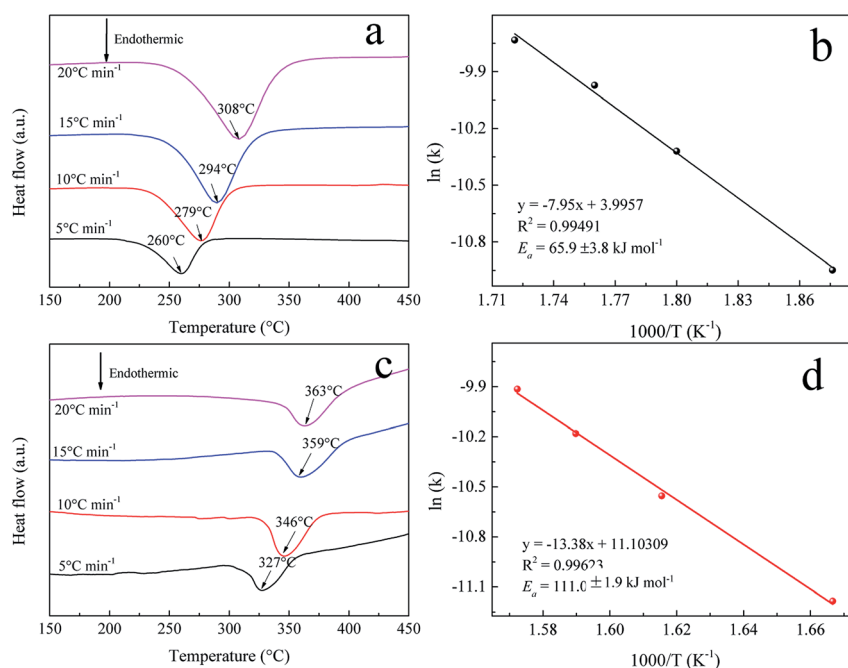 a
Endothermic
20°C min-1
308°C
15°C min-1
294°C
10°C min-1
279°C
5°C min-1
260°C
Heat flow (a.u.)
150 200 250 300 350 400 450
Temperature (°C)
b
-9.9
-10.2
-10.5
-10.8
ln (k)
y = -7.95x + 3.9957
R2 = 0.99491
Ea = 65.9 ±3.8 kJ mol-1
1.71 1.74 1.77 1.80 1.83 1.86
1000/T (K-1)
c
Endothermic
20°C min-1
363°C
15°C min-1
359°C
10°C min-1
346°C
5°C min-1
327°C
Heat flow (a.u.)
150 200 250 300 350 400 450
Temperature (°C)
d
-9.9
-10.2
-10.5
-10.8
-11.1
ln (k)
y = -13.38x + 11.10309
R2 = 0.99623
Ea = 111.0 ±1.9 kJ mol-1
1.58 1.60 1.62 1.64 1.66
1000/T (K-1)